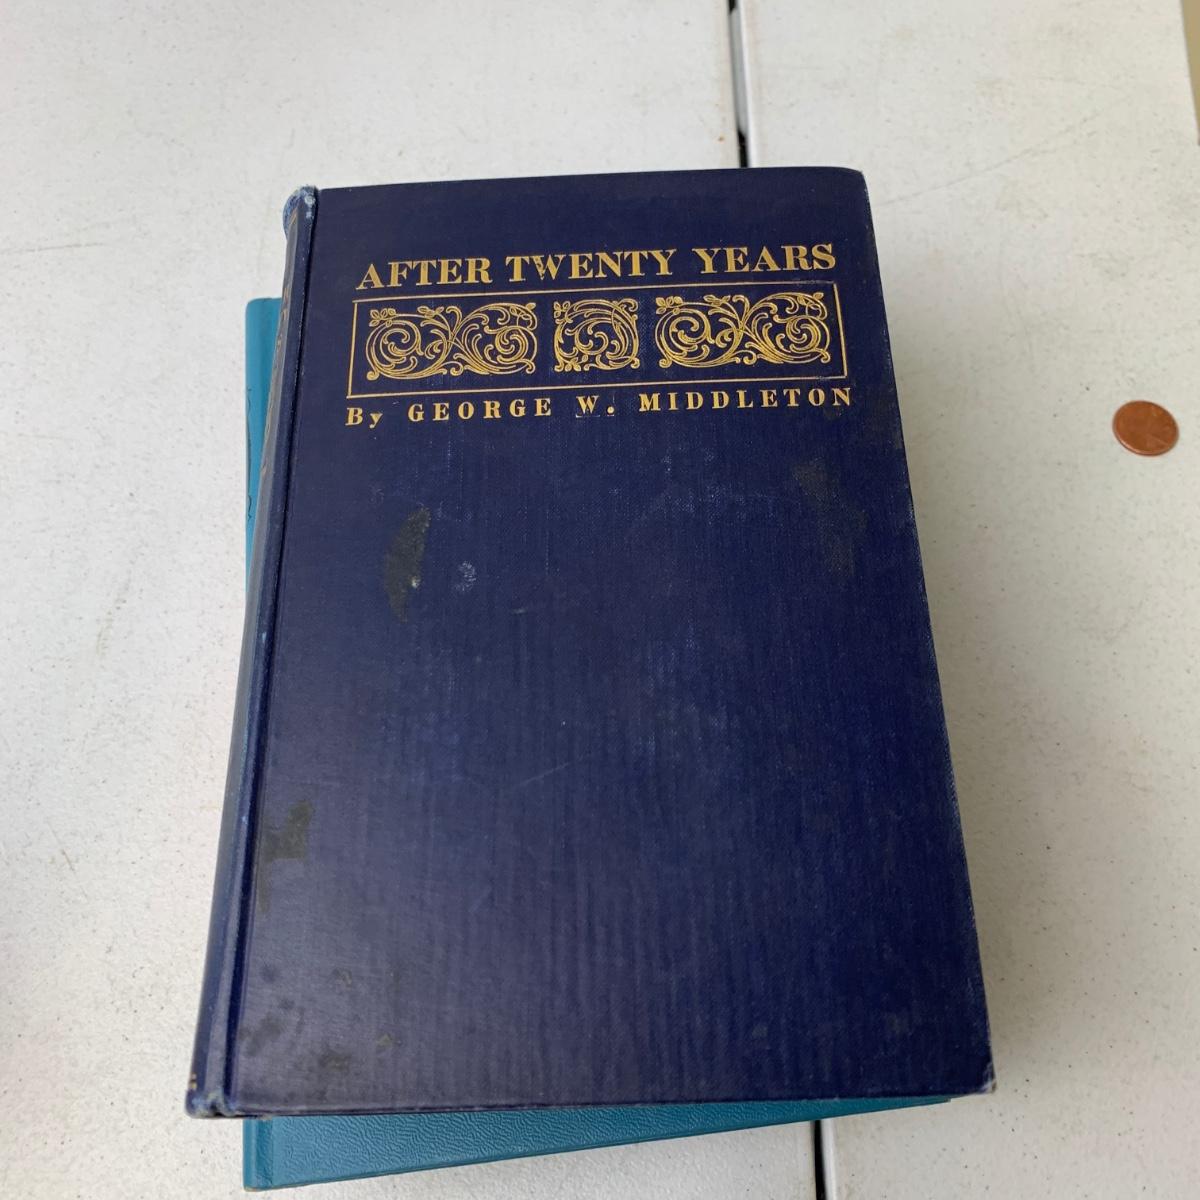 AFTER TWENTY YEARS
By GEORGE W. MIDDLETON